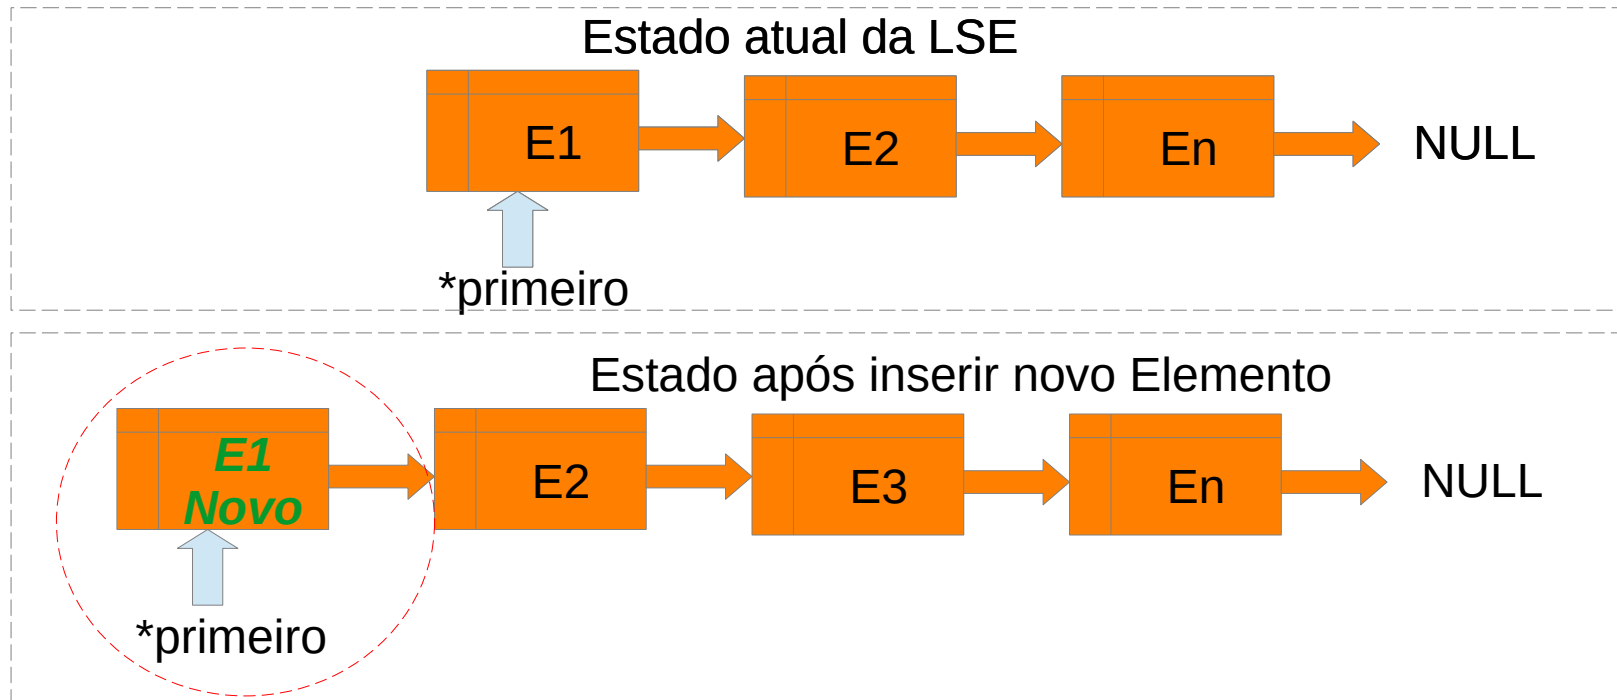 Estado atual da LSE
E1
E2
En
NULL
*primeiro
Estado após inserir novo Elemento
E1
Novo
E2
E3
En
NULL
*primeiro